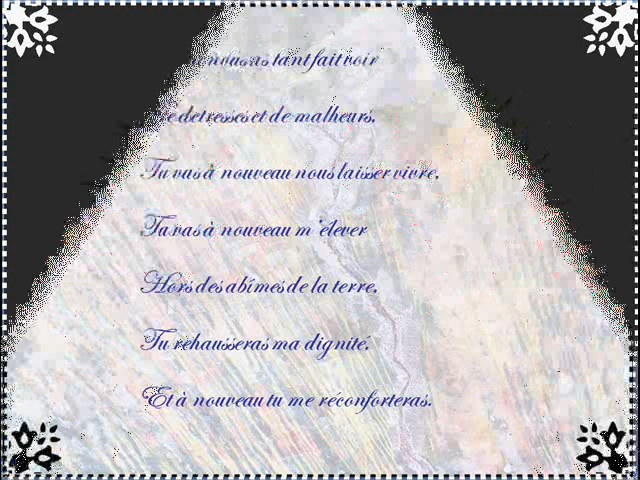 nous as tant fait voir
de detresses et de malheurs.
Tu vas à nouveau nous laisser vivre,
Tu vas à nouveau m'élever
Hors des abîmes de la terre,
Tu rehausseras ma dignité.
Et à nouveau tu me réconforteras.